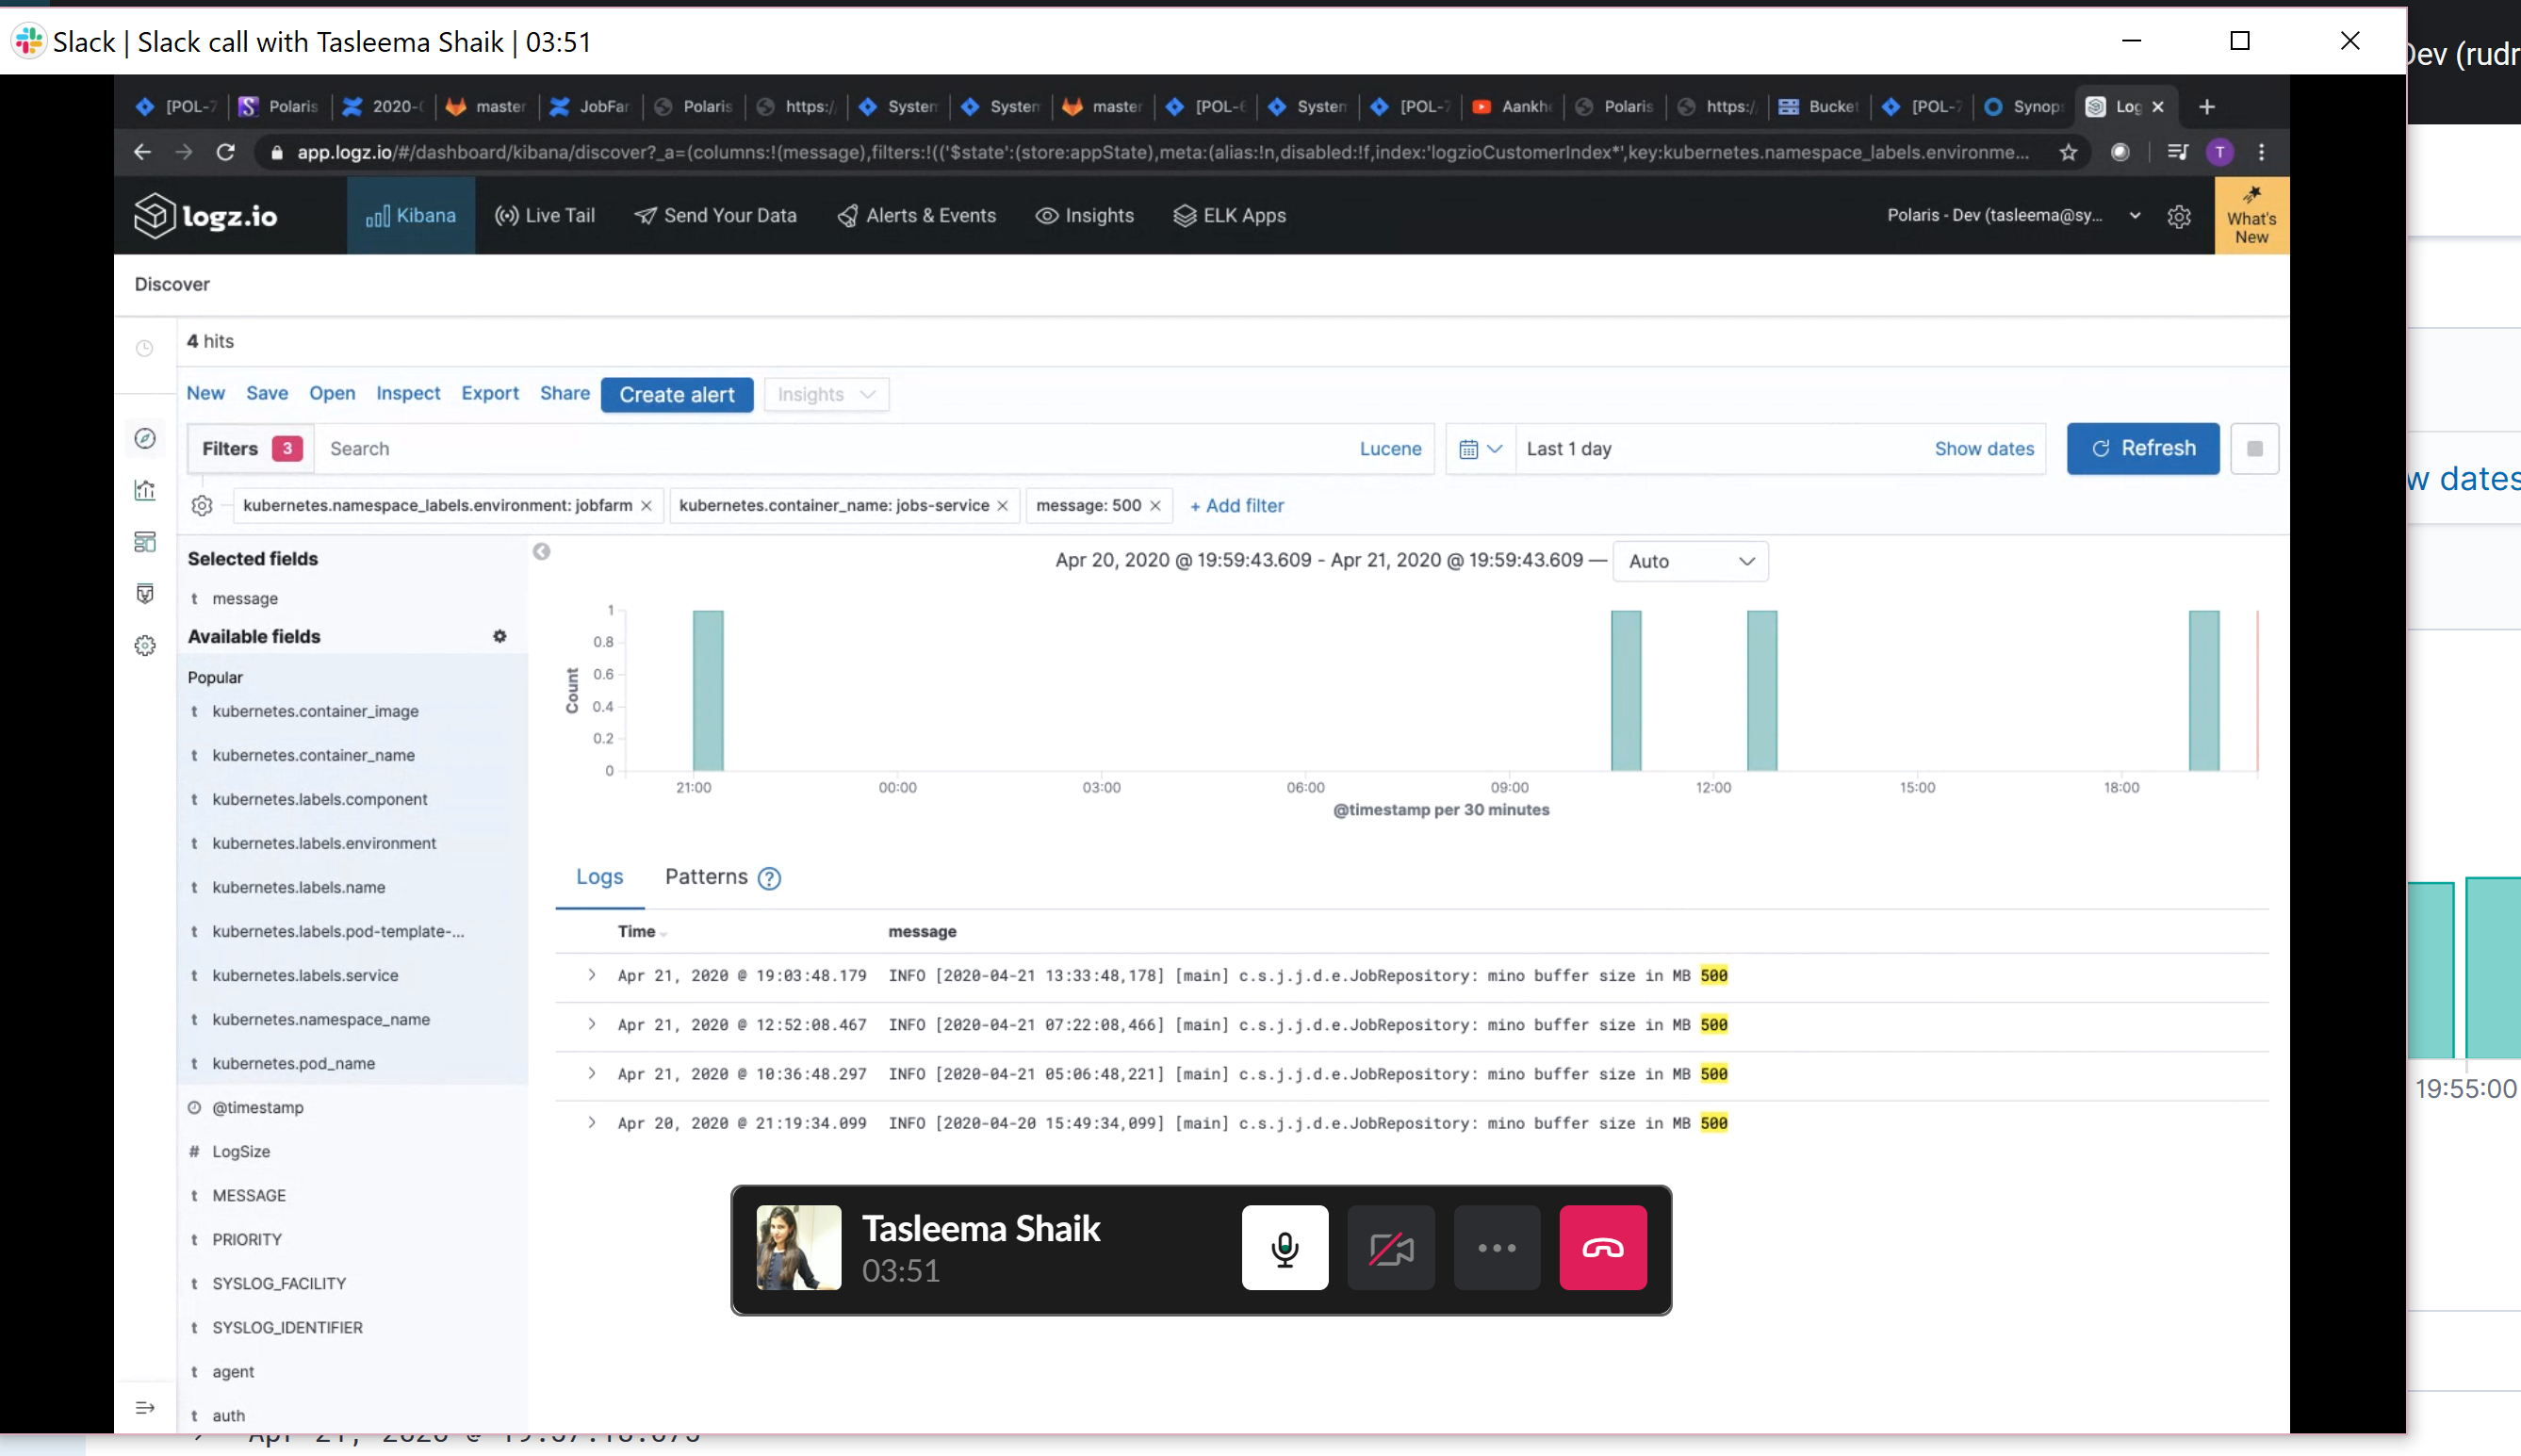 Slack | Slack call with Tasleema Shaik | 03:51
Dev (rudr
[POL-7 Polaris 2020-0 master JobFar Polaris https:/ System System master [POL-6 System [POL-7 Aankh Polaris https:/ Bucket [POL-7 Synops Log
app.logz.io/#/dashboard/kibana/discover?_a=(columns:!(message),filters:!(('$state':(store:appState),meta:(alias:!n,disabled:!f,index:'logzioCustomerIndex*',key:kubernetes.namespace_labels.environme...
T
logz.io Kibana Live Tail Send Your Data Alerts & Events Insights ELK Apps Polaris - Dev (tasleema@sy... What's New
Discover
4 hits
New Save Open Inspect Export Share Create alert Insights
Filters 3 Search Lucene Last 1 day Show dates Refresh
w dates
kubernetes.namespace_labels.environment: jobfarm kubernetes.container_name: jobs-service message: 500 + Add filter
Selected fields
t message
Available fields
Popular
t kubernetes.container_image
t kubernetes.container_name
t kubernetes.labels.component
t kubernetes.labels.environment
t kubernetes.labels.name
t kubernetes.labels.pod-template-...
t kubernetes.labels.service
t kubernetes.namespace_name
t kubernetes.pod_name
@timestamp
# LogSize
t MESSAGE
t PRIORITY
t SYSLOG_FACILITY
t SYSLOG_IDENTIFIER
t agent
t auth
Apr 20, 2020 @ 19:59:43.609 - Apr 21, 2020 @ 19:59:43.609 — Auto
Count
1
0.8
0.6
0.4
0.2
0
21:00 00:00 03:00 06:00 09:00 12:00 15:00 18:00
@timestamp per 30 minutes
Logs Patterns ?
Time message
Apr 21, 2020 @ 19:03:48.179 INFO [2020-04-21 13:33:48,178] [main] c.s.j.j.d.e.JobRepository: mino buffer size in MB 500
Apr 21, 2020 @ 12:52:08.467 INFO [2020-04-21 07:22:08,466] [main] c.s.j.j.d.e.JobRepository: mino buffer size in MB 500
Apr 21, 2020 @ 10:36:48.297 INFO [2020-04-21 05:06:48,221] [main] c.s.j.j.d.e.JobRepository: mino buffer size in MB 500
Apr 20, 2020 @ 21:19:34.099 INFO [2020-04-20 15:49:34,099] [main] c.s.j.j.d.e.JobRepository: mino buffer size in MB 500
19:55:00
Tasleema Shaik
03:51